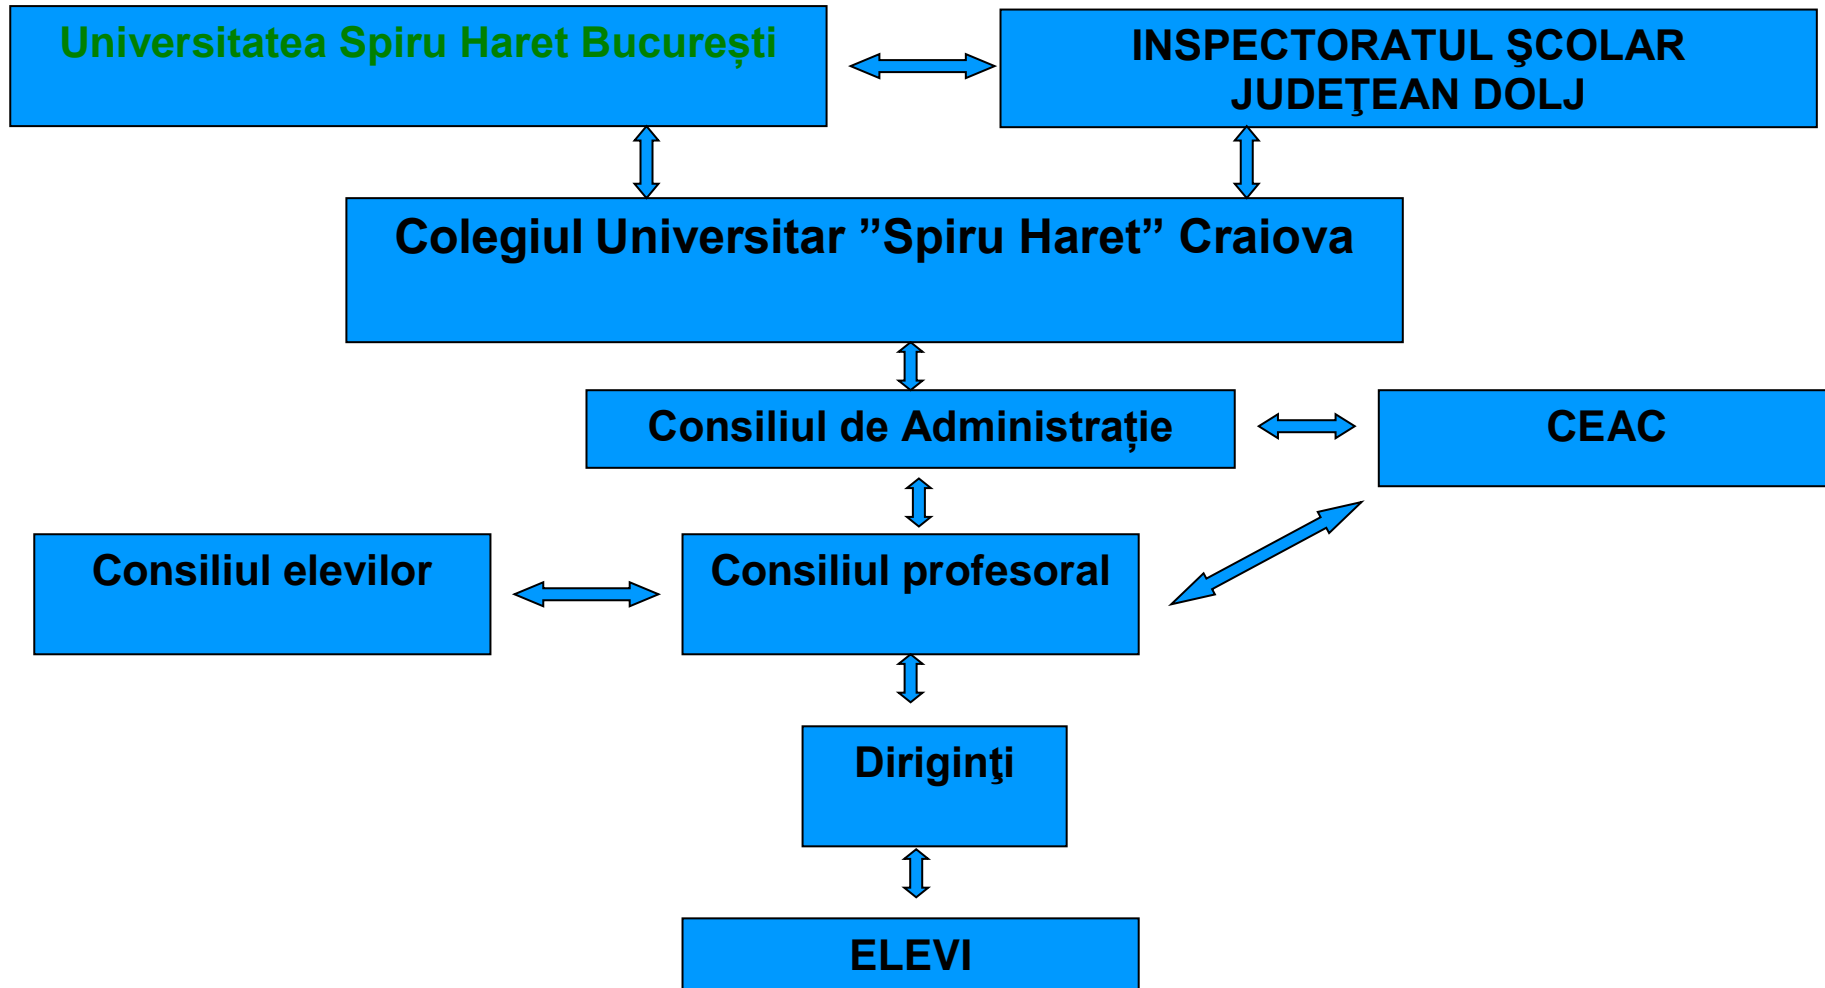 Universitatea Spiru Haret București
INSPECTORATUL ŞCOLAR
JUDEŢEAN DOLJ
Colegiul Universitar ”Spiru Haret” Craiova
Consiliul de Administrație
CEAC
Consiliul elevilor
Consiliul profesoral
Diriginţi
ELEVI